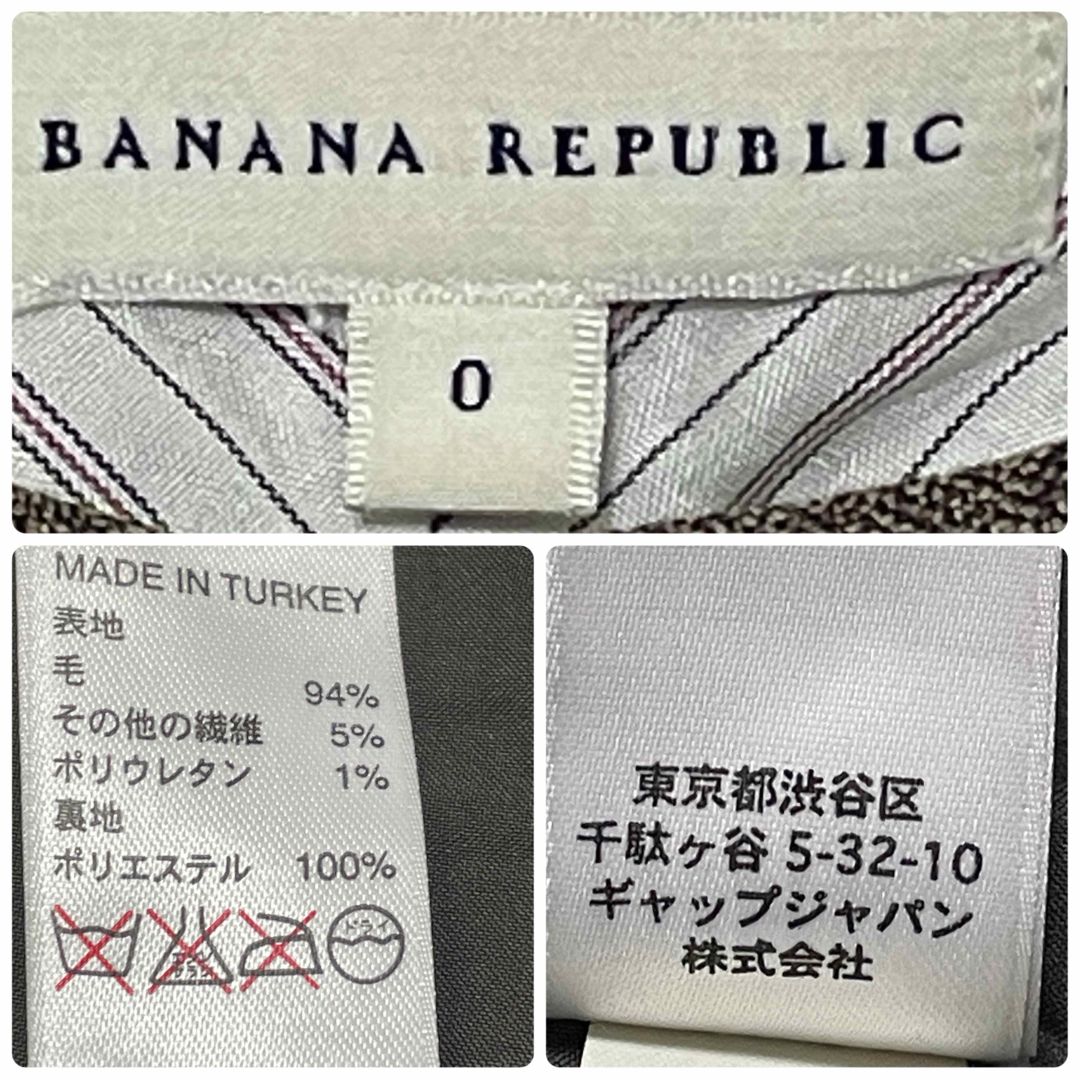 BANANA REPUBLIC
0
MADE IN TURKEY
表地
毛 94%
その他の繊維 5%
ポリウレタン 1%
裏地
ポリエステル 100%
ドライ
東京都渋谷区
千駄ヶ谷 5-32-10
ギャップジャパン
株式会社